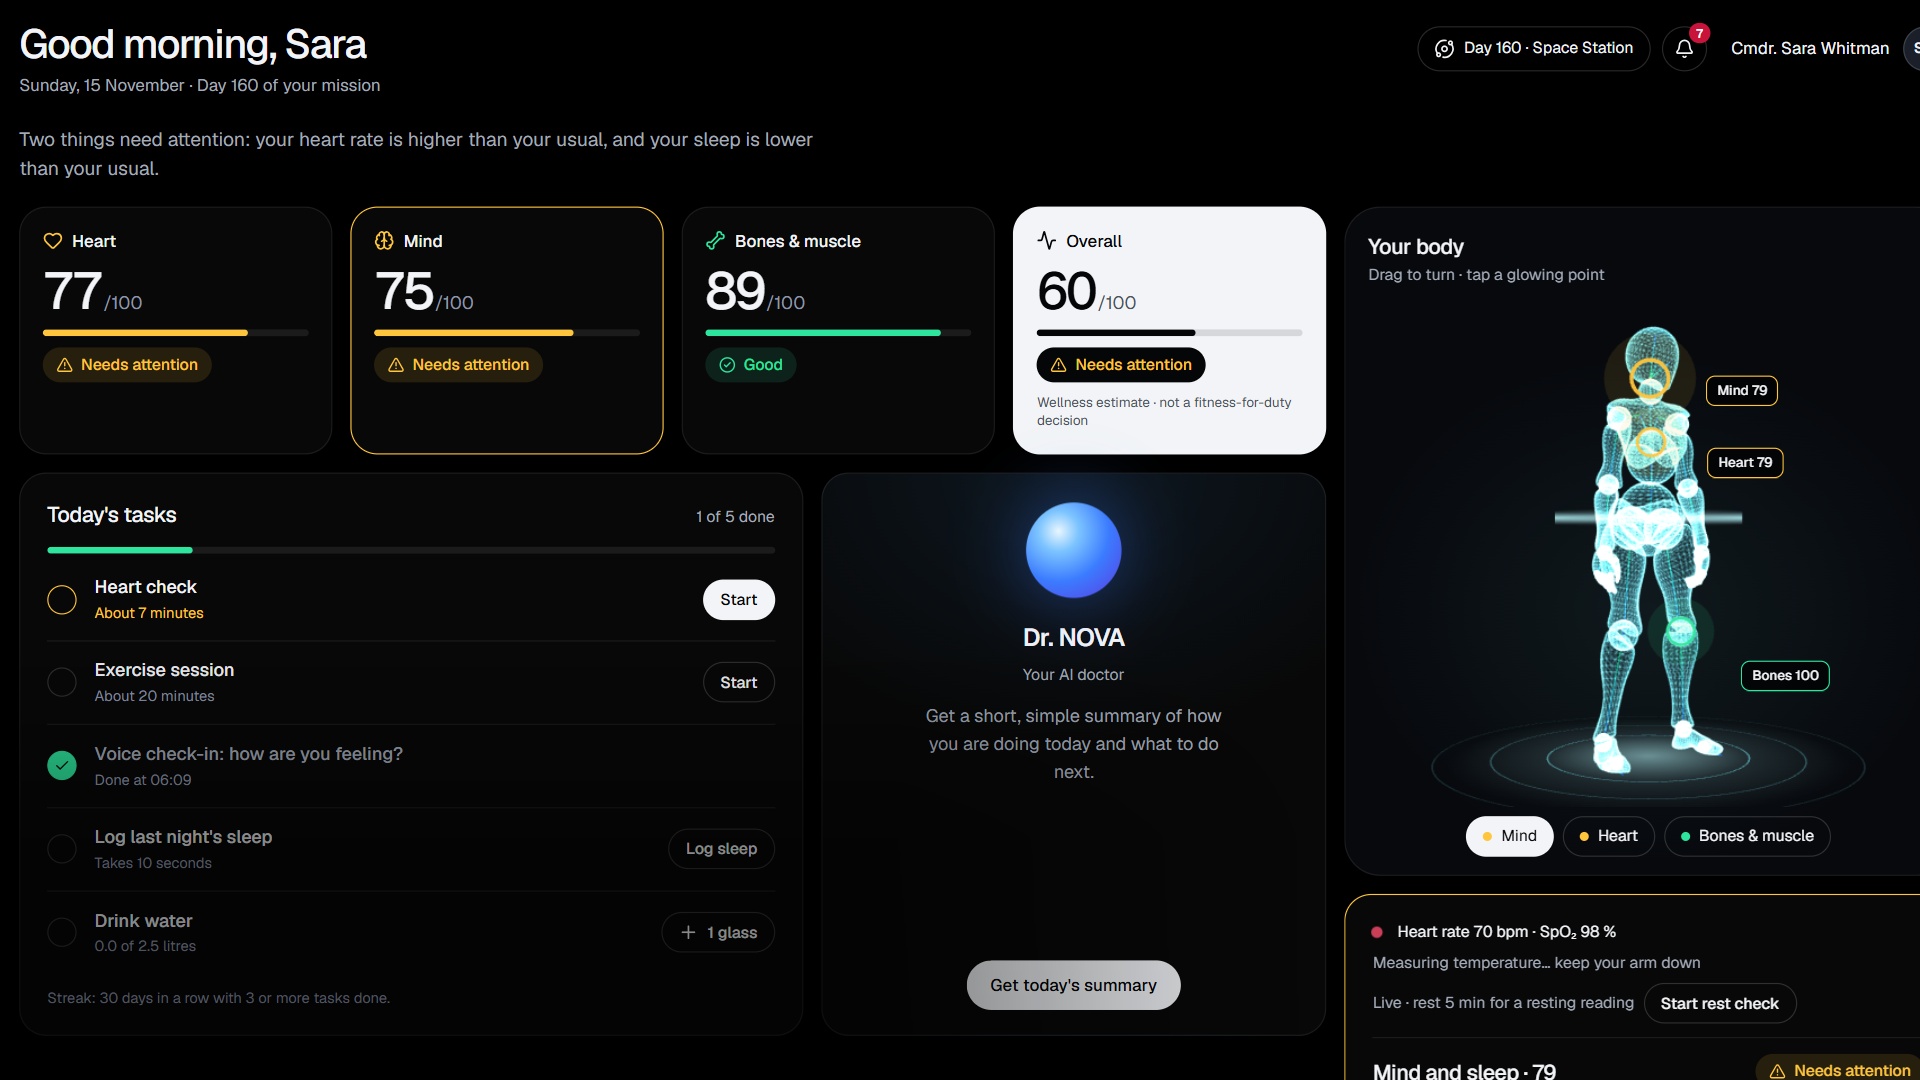 Good morning, Sara
Sunday, 15 November · Day 160 of your mission
Day 160 · Space Station
7
Cmdr. Sara Whitman
S
Two things need attention: your heart rate is higher than your usual, and your sleep is lower
than your usual.
Heart
77/100
Needs attention
Mind
75/100
Needs attention
Bones & muscle
89/100
Good
Overall
60/100
Needs attention
Wellness estimate · not a fitness-for-duty
decision
Your body
Drag to turn · tap a glowing point
Mind 79
Heart 79
Bones 100
Mind
Heart
Bones & muscle
Today's tasks
1 of 5 done
Heart check
About 7 minutes
Start
Exercise session
About 20 minutes
Start
Voice check-in: how are you feeling?
Done at 06:09
Log last night's sleep
Takes 10 seconds
Log sleep
Drink water
0.0 of 2.5 litres
+ 1 glass
Streak: 30 days in a row with 3 or more tasks done.
Dr. NOVA
Your AI doctor
Get a short, simple summary of how
you are doing today and what to do
next.
Get today's summary
Heart rate 70 bpm · SpO₂ 98 %
Measuring temperature... keep your arm down
Live · rest 5 min for a resting reading
Start rest check
Mind and sleep · 79
Needs attention